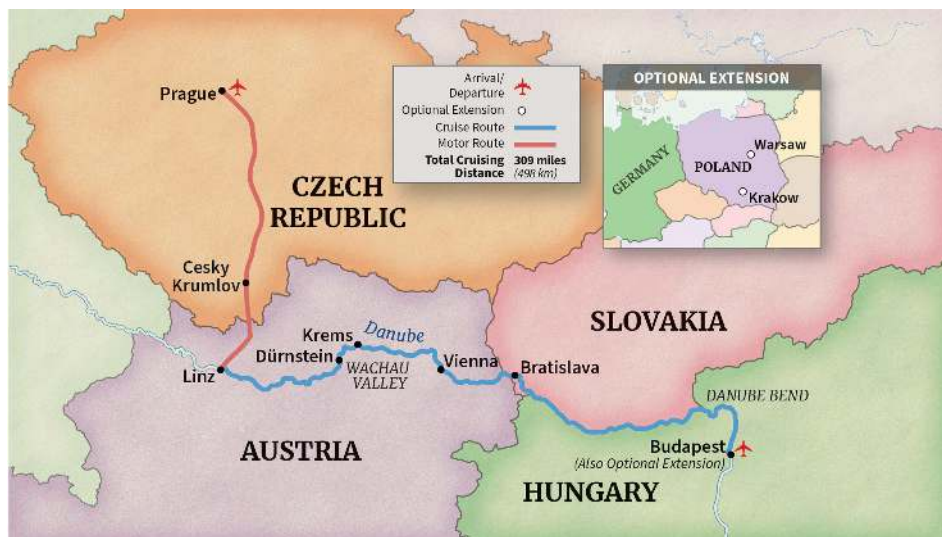 Prague
CZECH
REPUBLIC
Cesky
Krumlov
Arrival/
Departure
Optional Extension
Cruise Route
Motor Route
Total Cruising 309 miles
Distance (498 km)
OPTIONAL EXTENSION
GERMANY
POLAND
Warsaw
Krakow
SLOVAKIA
Krems
Danube
Dürnstein
WACHAU
VALLEY
Linz
Vienna
Bratislava
AUSTRIA
DANUBE BEND
Budapest
(Also Optional Extension)
HUNGARY